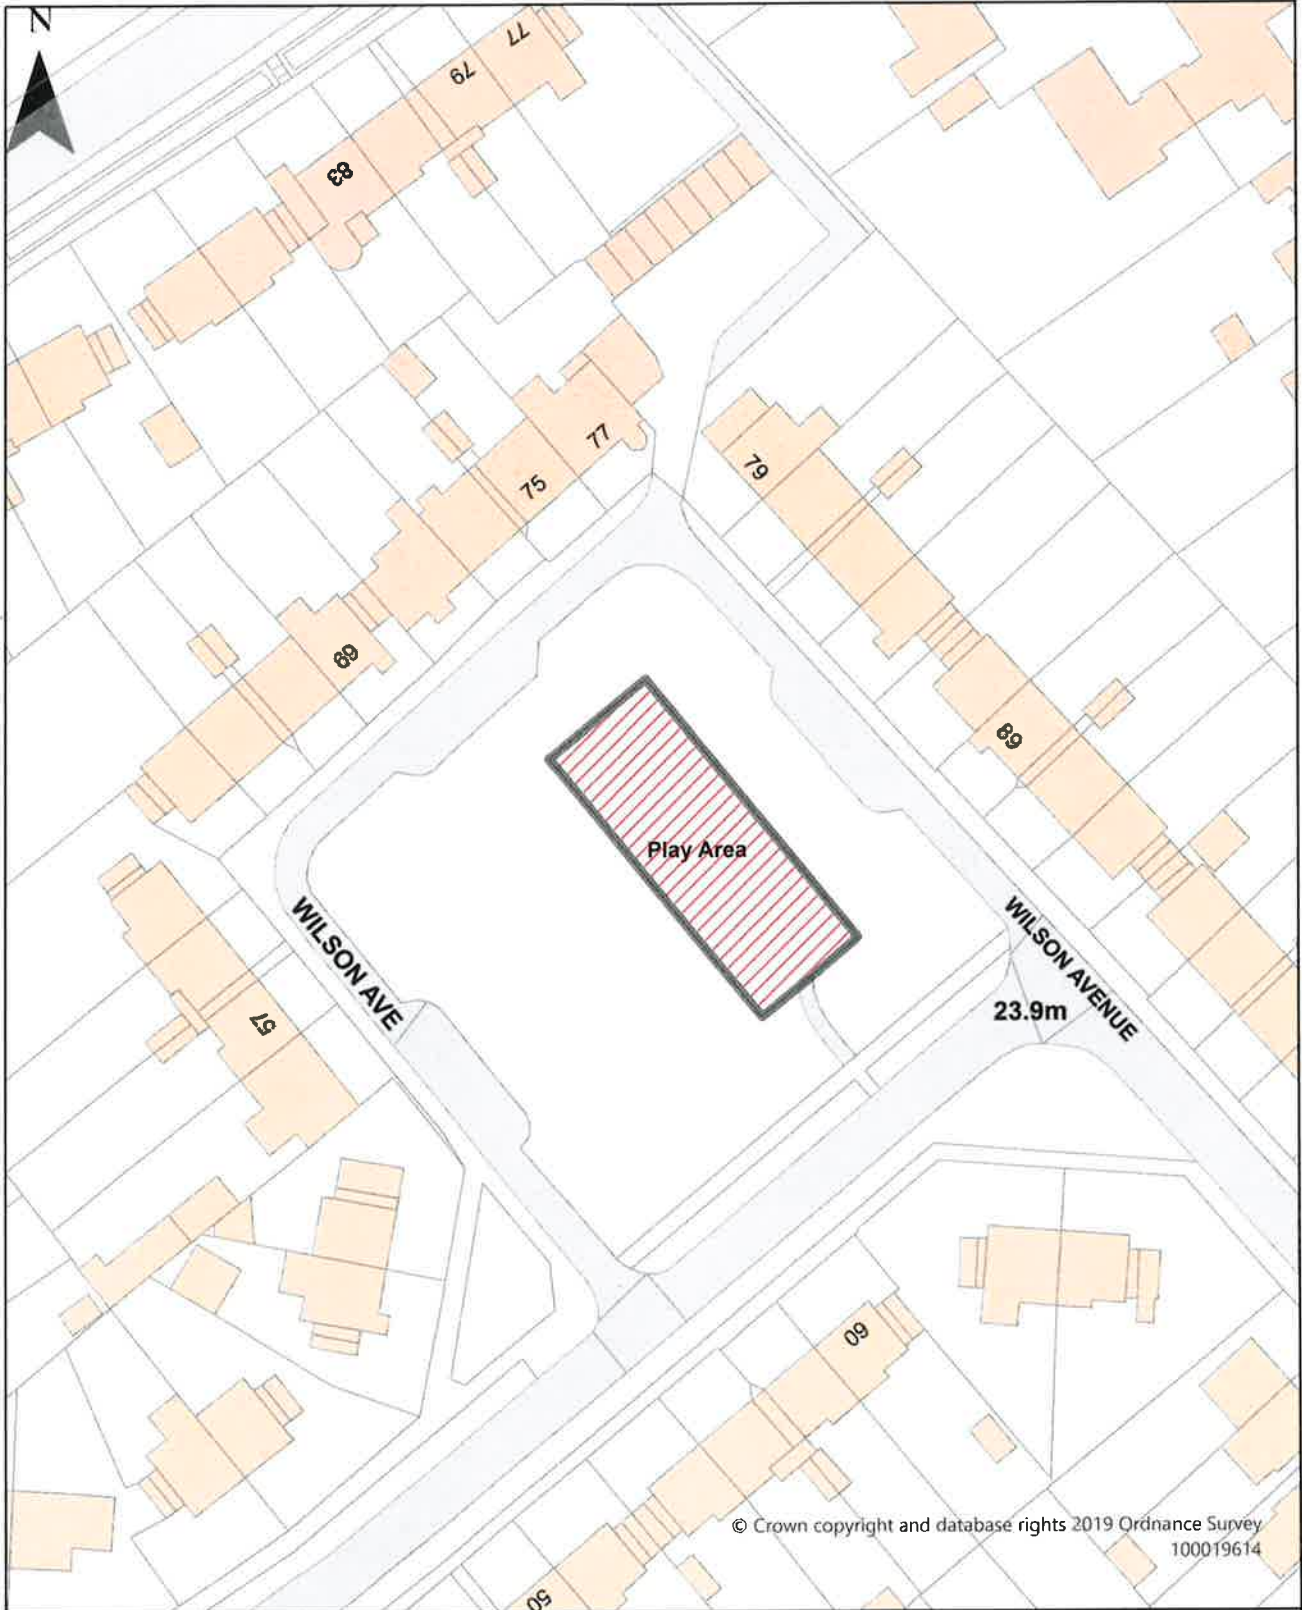 N
77
79
83
77
75
79
69
89
Play Area
WILSON AVE
WILSON AVENUE
23.9m
57
60
50
© Crown copyright and database rights 2019 Ordnance Survey
100019614